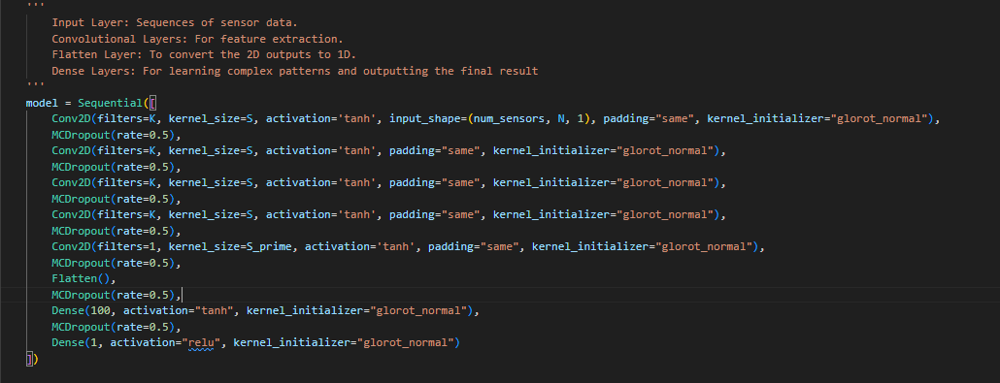 '''
    Input Layer: Sequences of sensor data.
    Convolutional Layers: For feature extraction.
    Flatten Layer: To convert the 2D outputs to 1D.
    Dense Layers: For learning complex patterns and outputting the final result
'''
model = Sequential([
    Conv2D(filters=K, kernel_size=S, activation='tanh', input_shape=(num_sensors, N, 1), padding="same", kernel_initializer="glorot_normal"),
    MCDropout(rate=0.5),
    Conv2D(filters=K, kernel_size=S, activation='tanh', padding="same", kernel_initializer="glorot_normal"),
    MCDropout(rate=0.5),
    Conv2D(filters=K, kernel_size=S, activation='tanh', padding="same", kernel_initializer="glorot_normal"),
    MCDropout(rate=0.5),
    Conv2D(filters=K, kernel_size=S, activation='tanh', padding="same", kernel_initializer="glorot_normal"),
    MCDropout(rate=0.5),
    Conv2D(filters=1, kernel_size=S_prime, activation='tanh', padding="same", kernel_initializer="glorot_normal"),
    MCDropout(rate=0.5),
    Flatten(),
    MCDropout(rate=0.5),
    Dense(100, activation="tanh", kernel_initializer="glorot_normal"),
    MCDropout(rate=0.5),
    Dense(1, activation="relu", kernel_initializer="glorot_normal")
])